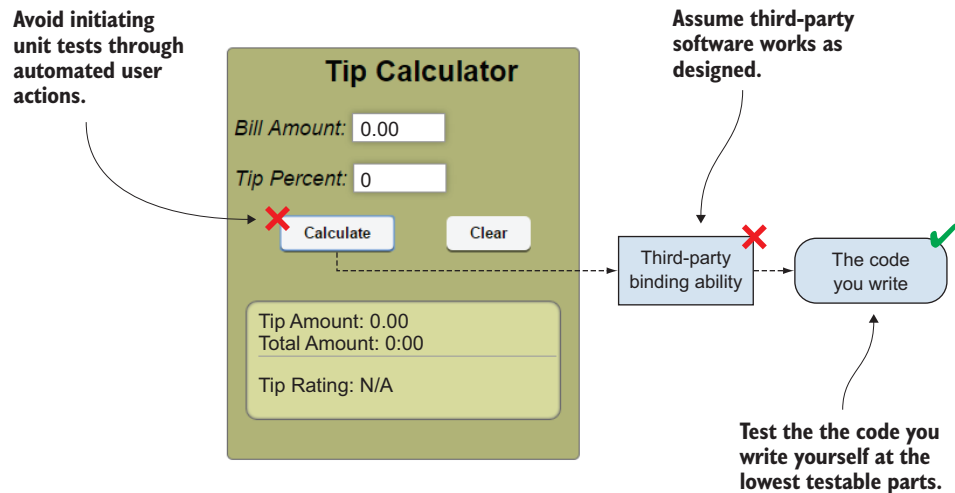 Avoid initiating
unit tests through
automated user
actions.
Assume third-party
software works as
designed.
Tip Calculator
Bill Amount: 0.00
Tip Percent: 0
Calculate
Clear
Third-party
binding ability
The code
you write
Tip Amount: 0.00
Total Amount: 0:00
Tip Rating: N/A
Test the the code you
write yourself at the
lowest testable parts.